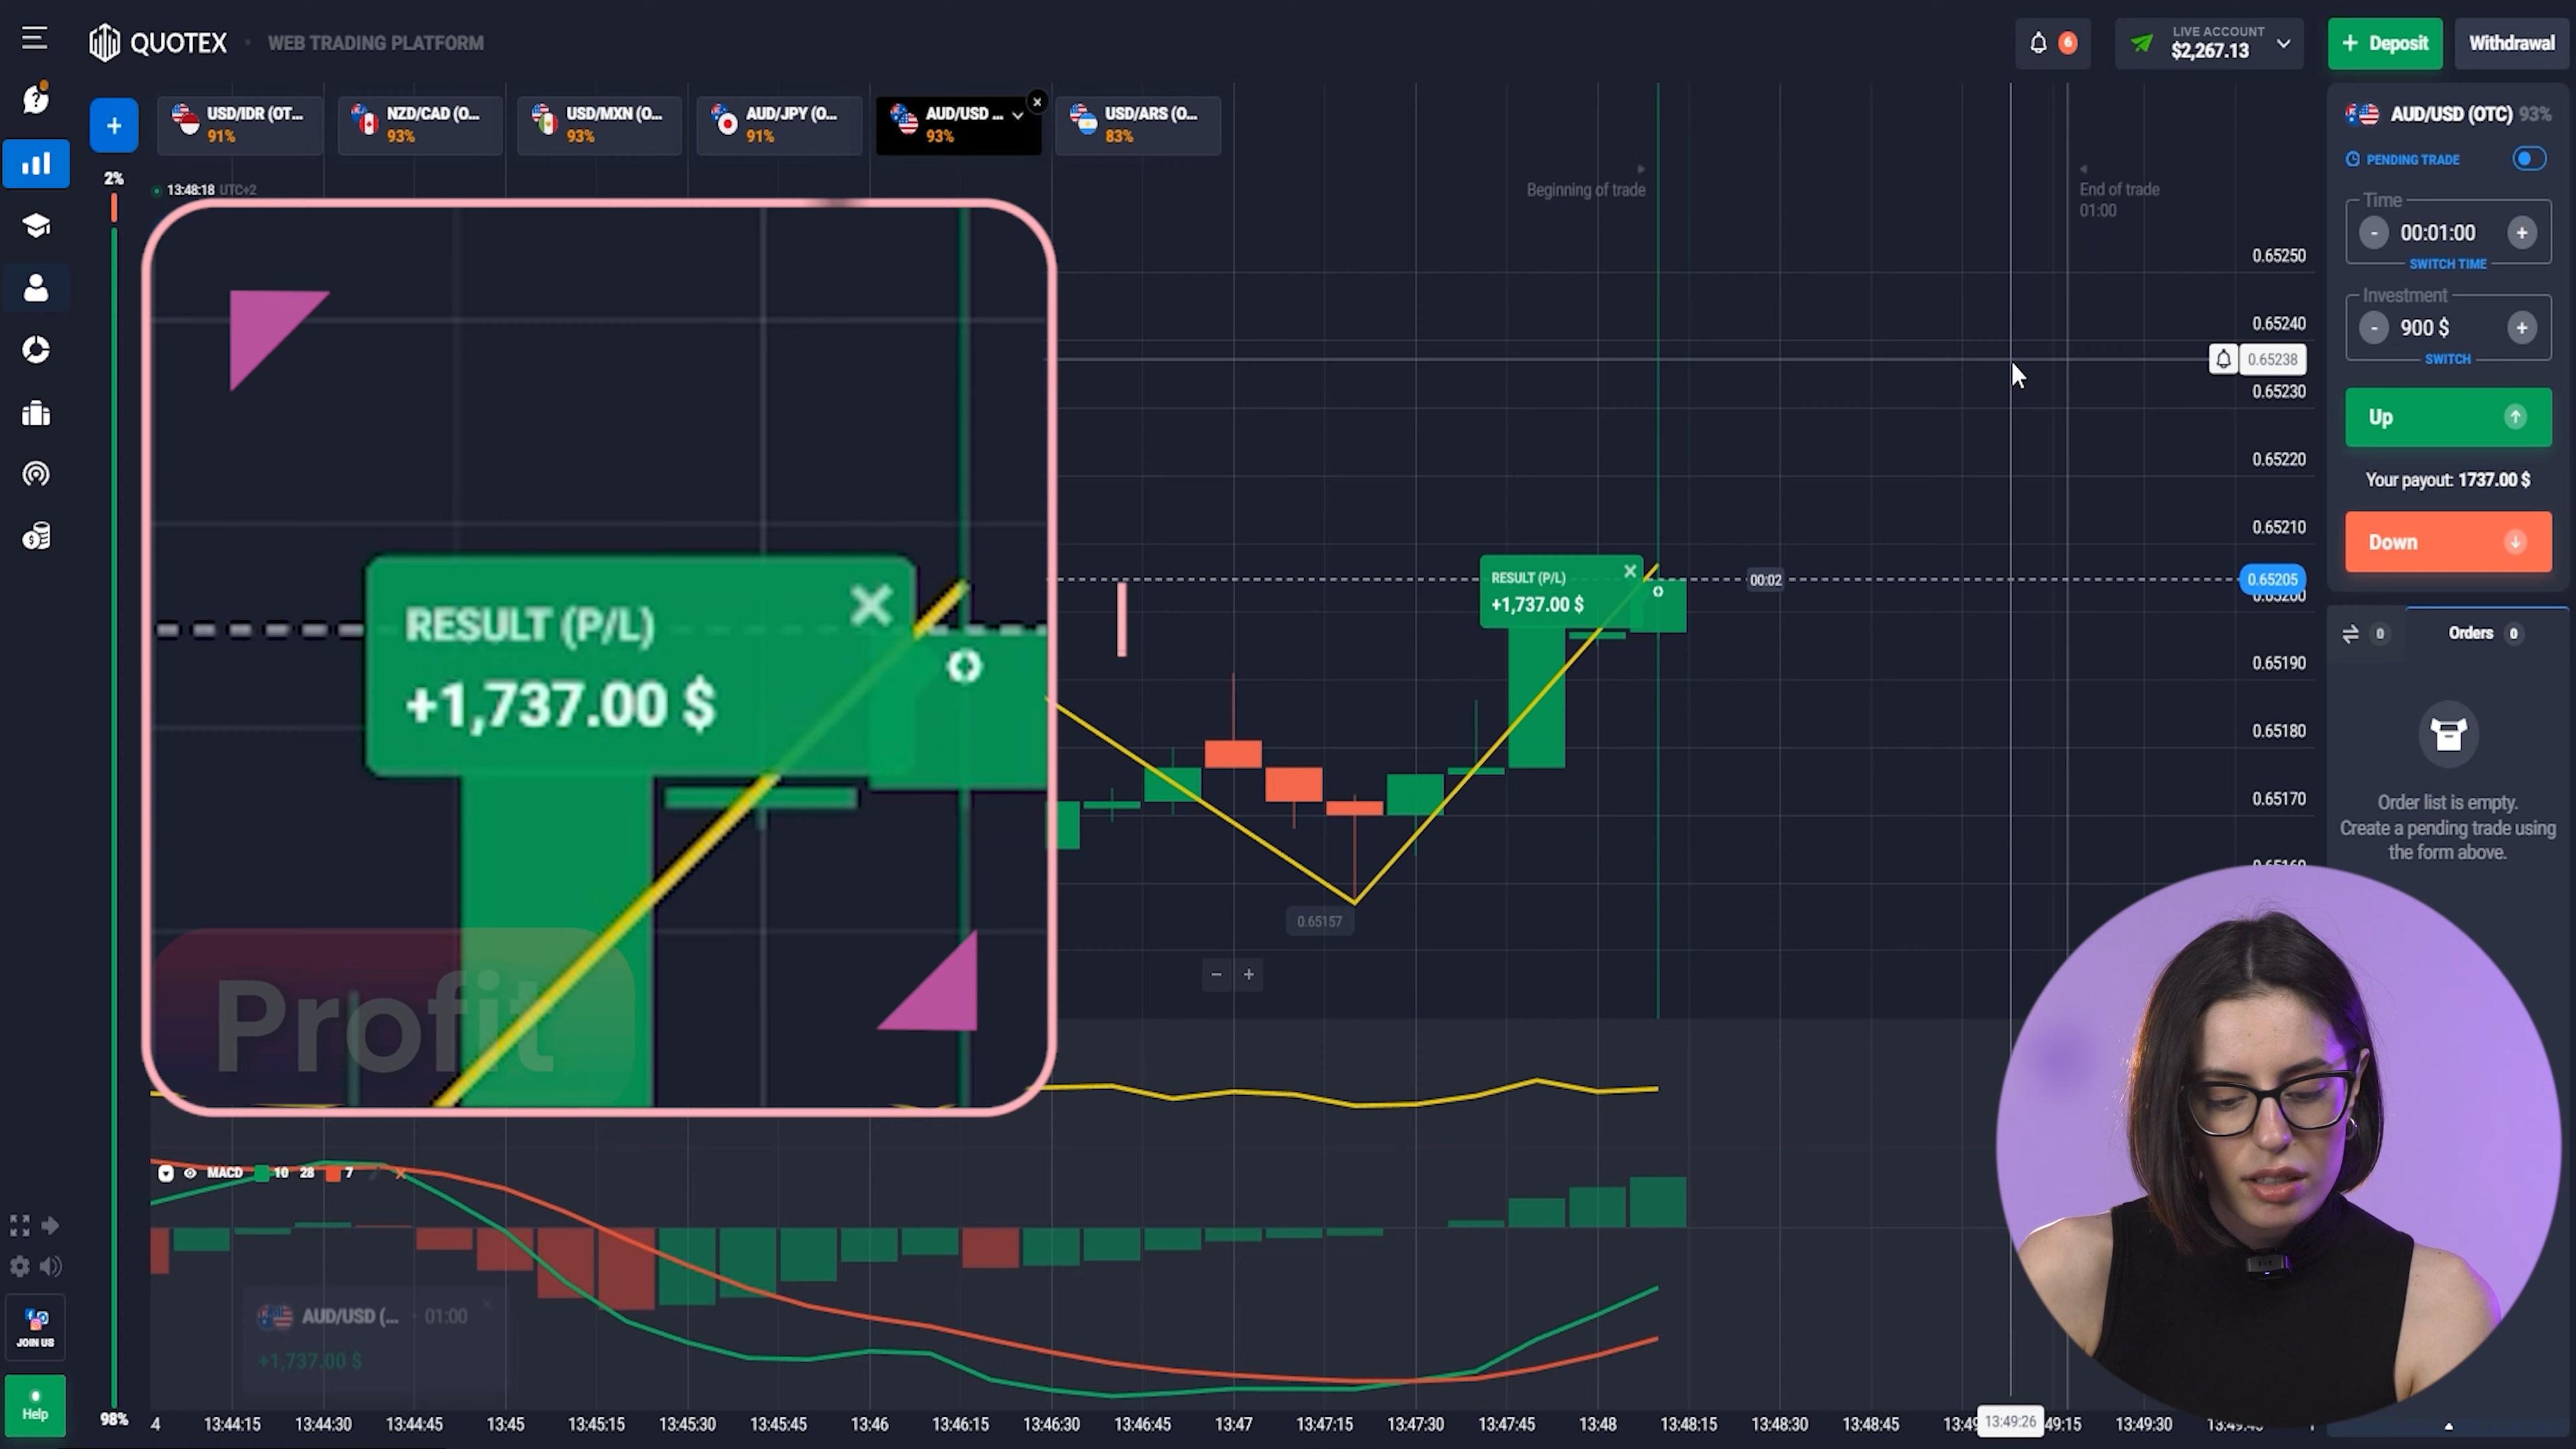 QUOTEX
WEB TRADING PLATFORM
6
LIVE ACCOUNT
$2,267.13
+ Deposit
Withdrawal
+
USD/IDR (OT...
91%
NZD/CAD (O...
93%
USD/MXN (O...
93%
AUD/JPY (O...
91%
AUD/USD ...
93%
USD/ARS (O...
83%
2%
13:48:18 UTC+2
Beginning of trade
End of trade
01:00
AUD/USD (OTC) 93%
PENDING TRADE
Time
- 00:01:00 +
SWITCH TIME
Investment
- 900 $ +
SWITCH
Up
Your payout: 1737.00 $
Down
0
Orders 0
Order list is empty.
Create a pending trade using
the form above.
0.65250
0.65240
0.65238
0.65230
0.65220
0.65210
0.65205
0.65200
0.65190
0.65180
0.65170
0.65160
RESULT (P/L)
+1,737.00 $
RESULT (P/L)
+1,737.00 $
00:02
0.65157
Profit
MACD 10 28 7
AUD/USD (... · 01:00
+1,737.00 $
JOIN US
Help
98%
4 13:44:15 13:44:30 13:44:45 13:45 13:45:15 13:45:30 13:45:45 13:46 13:46:15 13:46:30 13:46:45 13:47 13:47:15 13:47:30 13:47:45 13:48 13:48:15 13:48:30 13:48:45 13:49:26 49:15 13:49:30